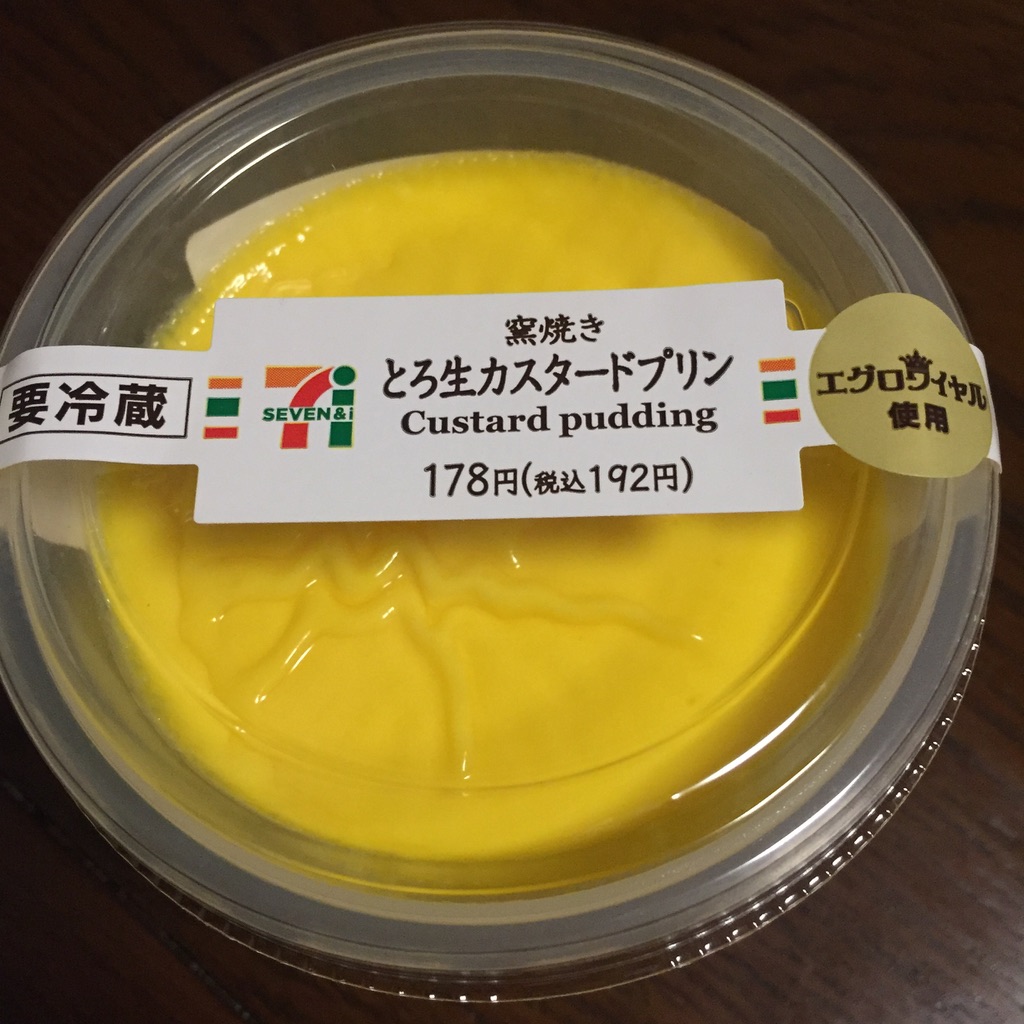 要冷蔵
SEVEN&i
窯焼き
とろ生カスタードプリン
Custard pudding
178円(税込192円)
エグロワイヤル
使用